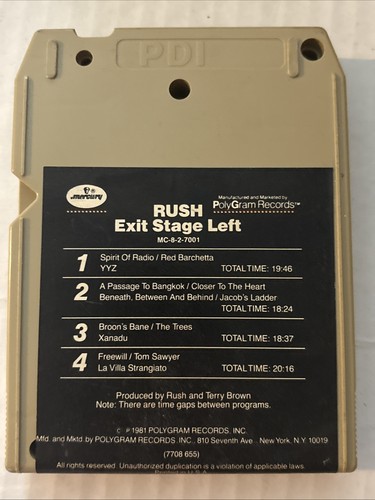 PDI
mercury ®
Manufactured and Marketed by
PolyGram Records™
RUSH
Exit Stage Left
MC-8-2-7001
1 Spirit Of Radio / Red Barchetta
YYZ TOTAL TIME: 19:46
2 A Passage To Bangkok / Closer To The Heart
Beneath, Between And Behind / Jacob's Ladder
TOTAL TIME: 18:24
3 Broon's Bane / The Trees
Xanadu TOTAL TIME: 18:37
4 Freewill / Tom Sawyer
La Villa Strangiato TOTAL TIME: 20:16
Produced by Rush and Terry Brown
Note: There are time gaps between programs.
℗ 1981 POLYGRAM RECORDS, INC.
Mfd. and Mktd. by POLYGRAM RECORDS, INC., 810 Seventh Ave., New York, N.Y. 10019
(7708 655)
All rights reserved. Unauthorized duplication is a violation of applicable laws.